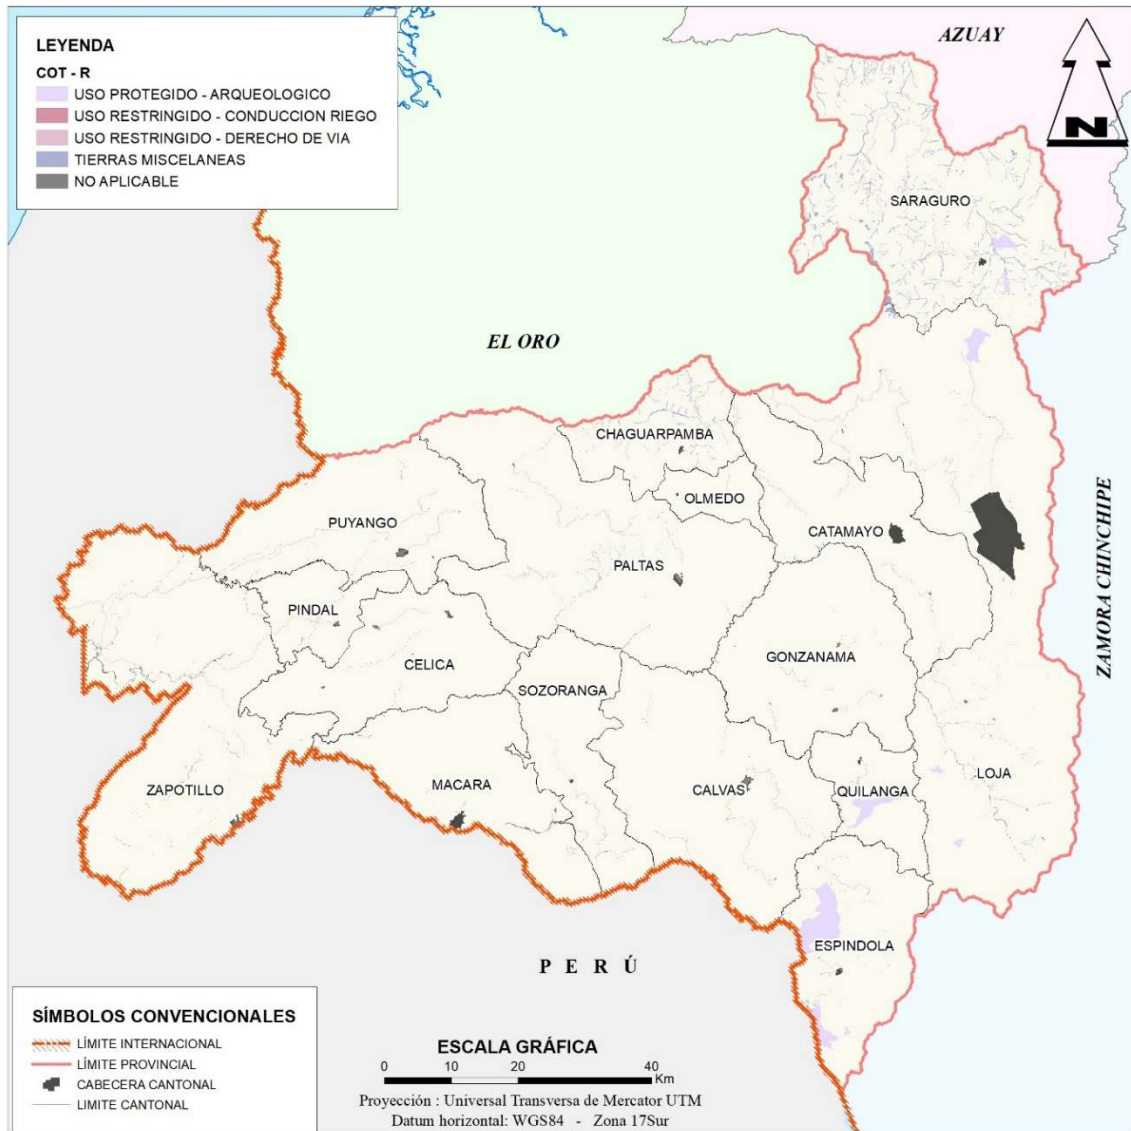 LEYENDA
COT - R
USO PROTEGIDO - ARQUEOLOGICO
USO RESTRINGIDO - CONDUCCION RIEGO
USO RESTRINGIDO - DERECHO DE VIA
TIERRAS MISCELANEAS
NO APLICABLE
AZUAY
N
SARAGURO
EL ORO
CHAGUARPAMBA
OLMEDO
PUYANGO
CATAMAYO
PALTAS
ZAMORA CHINCHIPE
PINDAL
CELICA
GONZANAMA
SOZORANGA
ZAPOTILLO
MACARA
CALVAS
QUILANGA
LOJA
ESPINDOLA
PERÚ
SÍMBOLOS CONVENCIONALES
LÍMITE INTERNACIONAL
LÍMITE PROVINCIAL
CABECERA CANTONAL
LIMITE CANTONAL
ESCALA GRÁFICA
0 10 20 40
Km
Proyección : Universal Transversa de Mercator UTM
Datum horizontal: WGS84 - Zona 17Sur